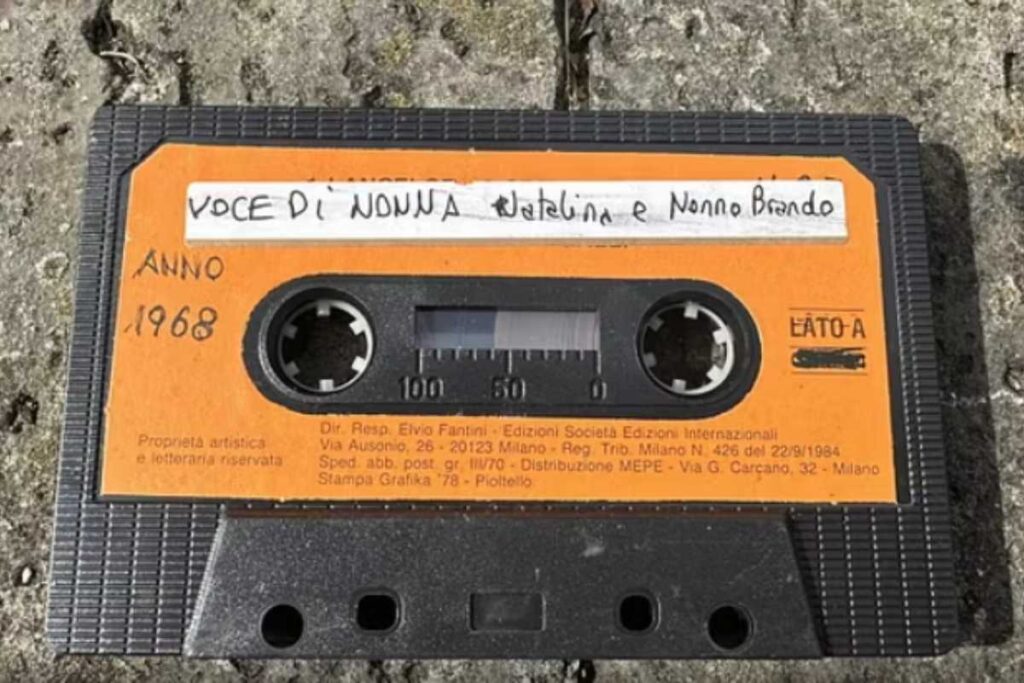 VOCE DI NONNA Natalina e Nonno Brando
ANNO
1968
LATO A
100 50 0
Proprietà artistica
e letteraria riservata
Dir. Resp. Elvio Fantini - Edizioni Società Edizioni Internazionali
Via Ausonio, 26 - 20123 Milano - Reg. Trib. Milano N. 426 del 22/9/1984
Sped. abb. post. gr. III/70 - Distribuzione MEPE - Via G. Carcano, 32 - Milano
Stampa Grafika '78 - Pioltello